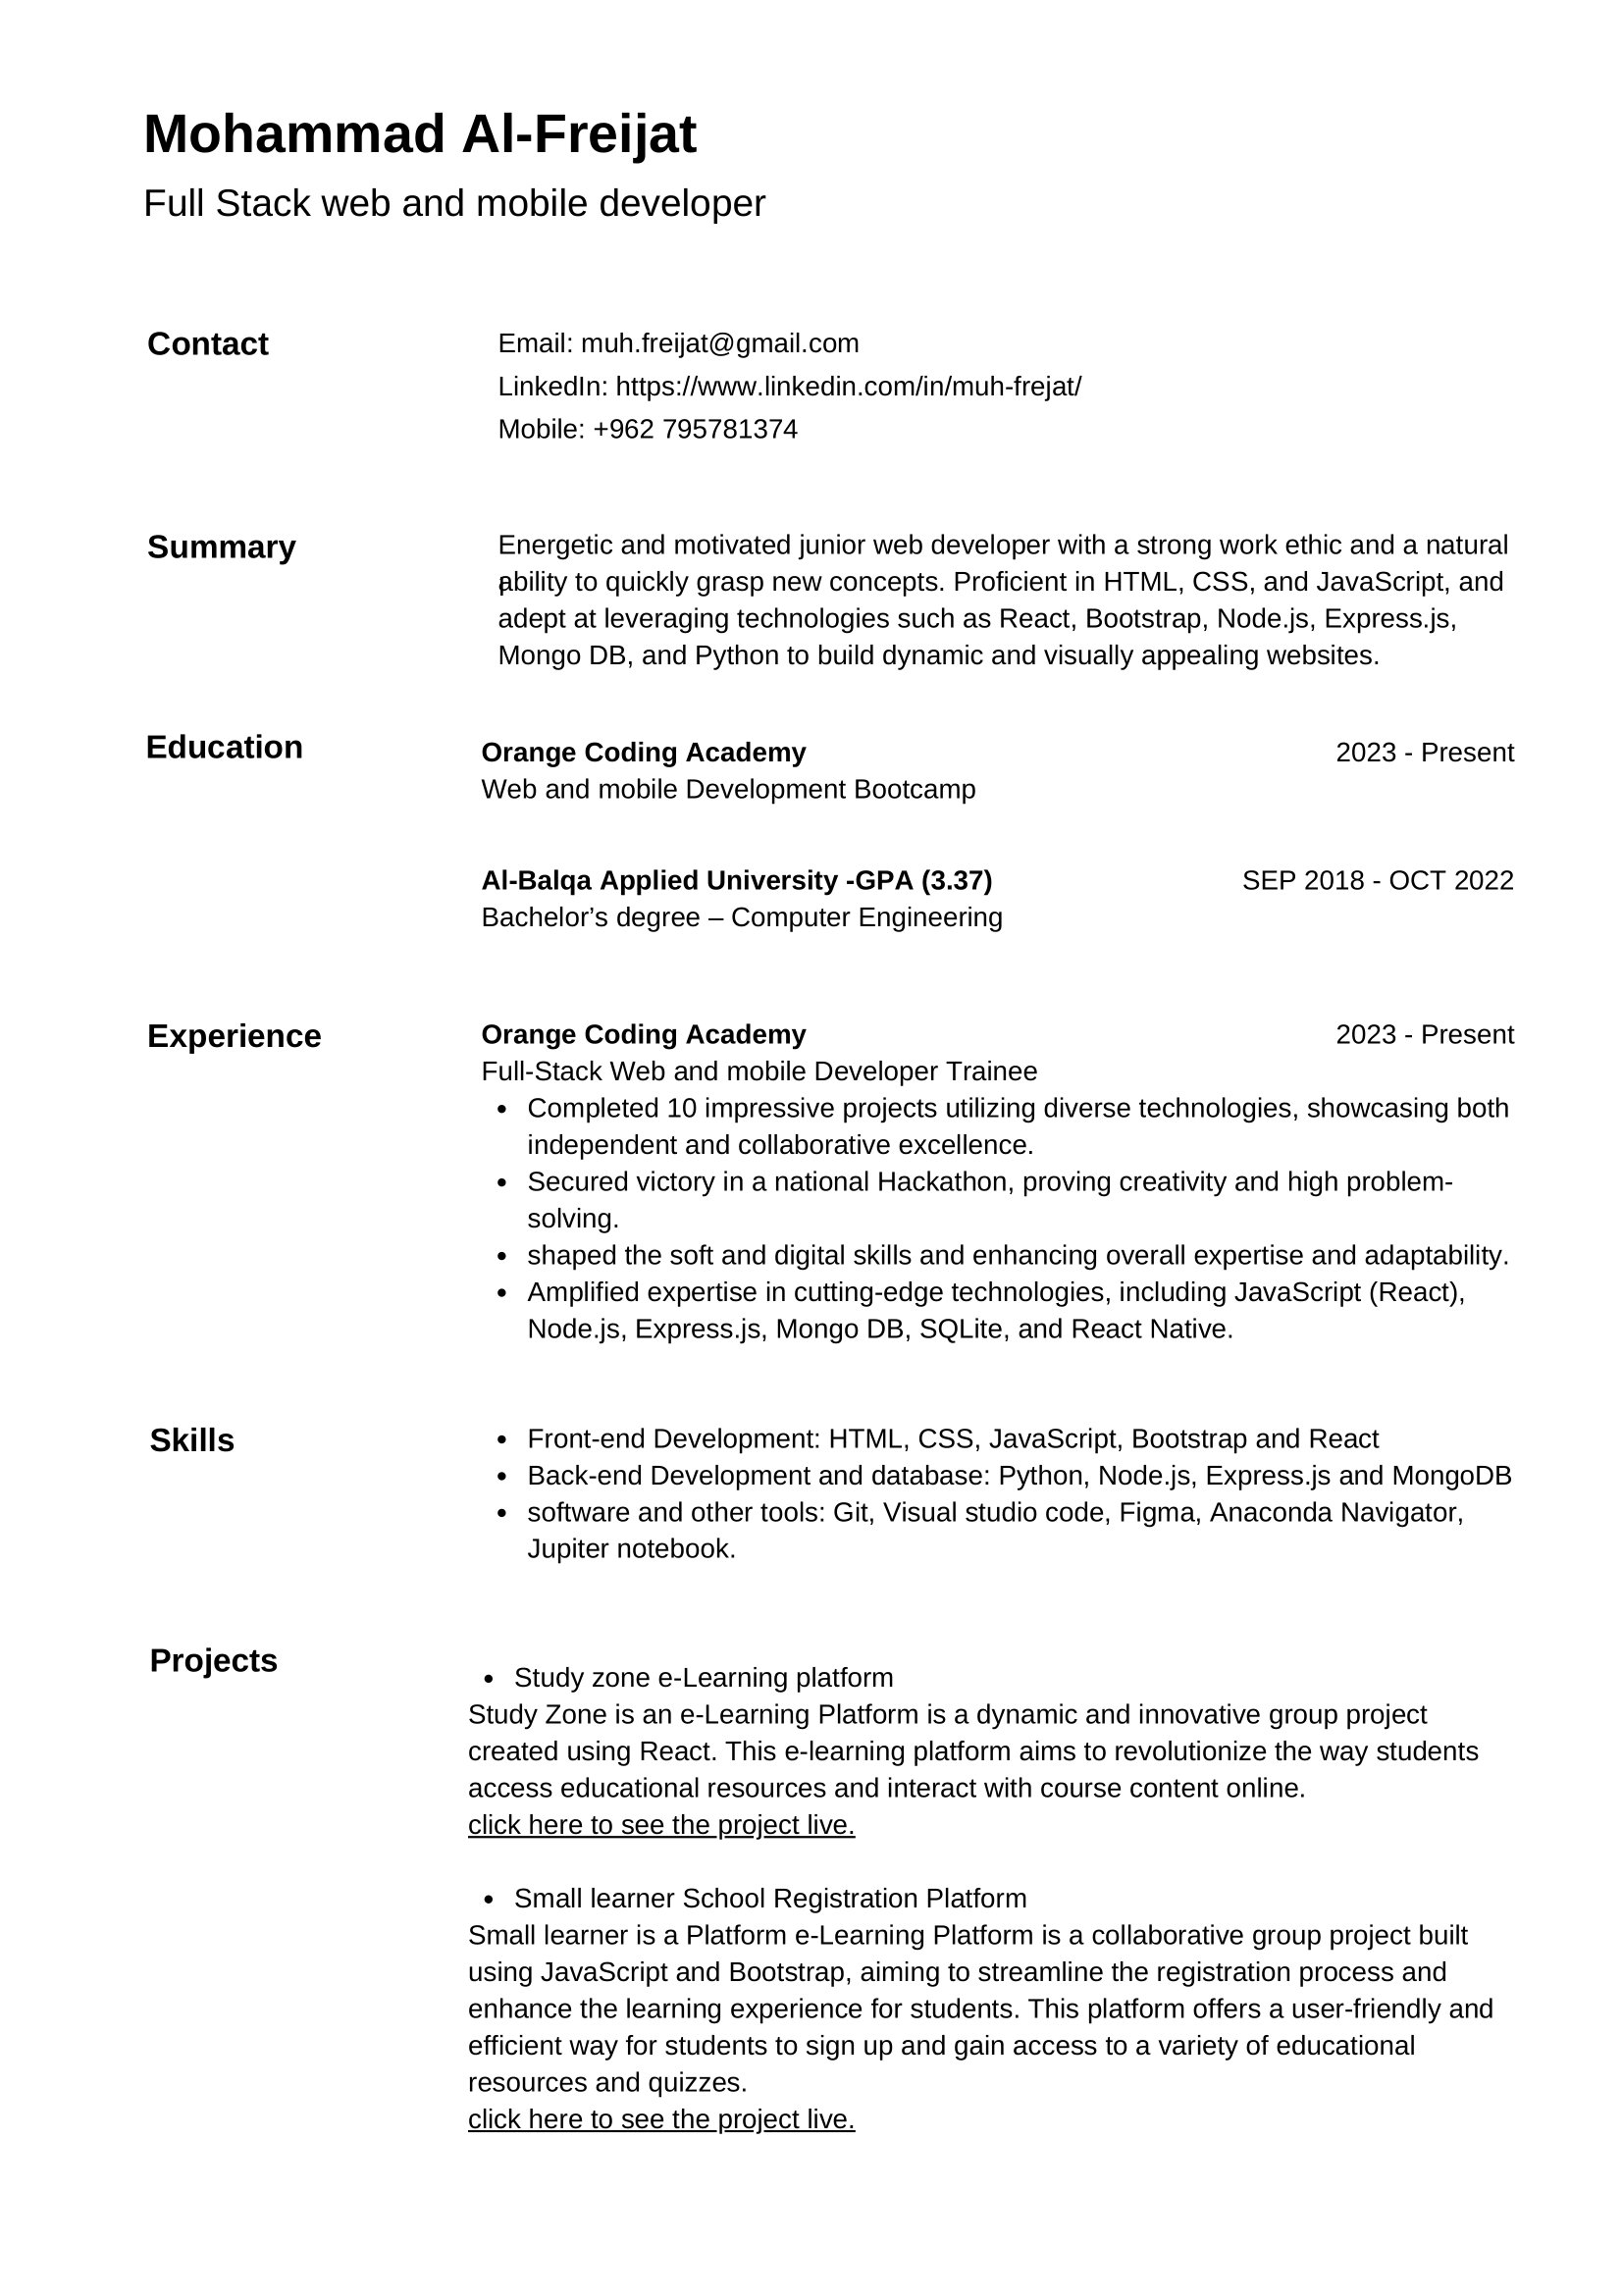 Mohammad Al-Freijat
Full Stack web and mobile developer
Contact
Email: muh.freijat@gmail.com
LinkedIn: https://www.linkedin.com/in/muh-frejat/
Mobile: +962 795781374
Summary
Energetic and motivated junior web developer with a strong work ethic and a natural
ability to quickly grasp new concepts. Proficient in HTML, CSS, and JavaScript, and
adept at leveraging technologies such as React, Bootstrap, Node.js, Express.js,
Mongo DB, and Python to build dynamic and visually appealing websites.
Education
Orange Coding Academy 2023 - Present
Web and mobile Development Bootcamp
Al-Balqa Applied University -GPA (3.37) SEP 2018 - OCT 2022
Bachelor’s degree – Computer Engineering
Experience
Orange Coding Academy 2023 - Present
Full-Stack Web and mobile Developer Trainee
• Completed 10 impressive projects utilizing diverse technologies, showcasing both
independent and collaborative excellence.
• Secured victory in a national Hackathon, proving creativity and high problem-
solving.
• shaped the soft and digital skills and enhancing overall expertise and adaptability.
• Amplified expertise in cutting-edge technologies, including JavaScript (React),
Node.js, Express.js, Mongo DB, SQLite, and React Native.
Skills
• Front-end Development: HTML, CSS, JavaScript, Bootstrap and React
• Back-end Development and database: Python, Node.js, Express.js and MongoDB
• software and other tools: Git, Visual studio code, Figma, Anaconda Navigator,
Jupiter notebook.
Projects
• Study zone e-Learning platform
Study Zone is an e-Learning Platform is a dynamic and innovative group project
created using React. This e-learning platform aims to revolutionize the way students
access educational resources and interact with course content online.
click here to see the project live.
• Small learner School Registration Platform
Small learner is a Platform e-Learning Platform is a collaborative group project built
using JavaScript and Bootstrap, aiming to streamline the registration process and
enhance the learning experience for students. This platform offers a user-friendly and
efficient way for students to sign up and gain access to a variety of educational
resources and quizzes.
click here to see the project live.